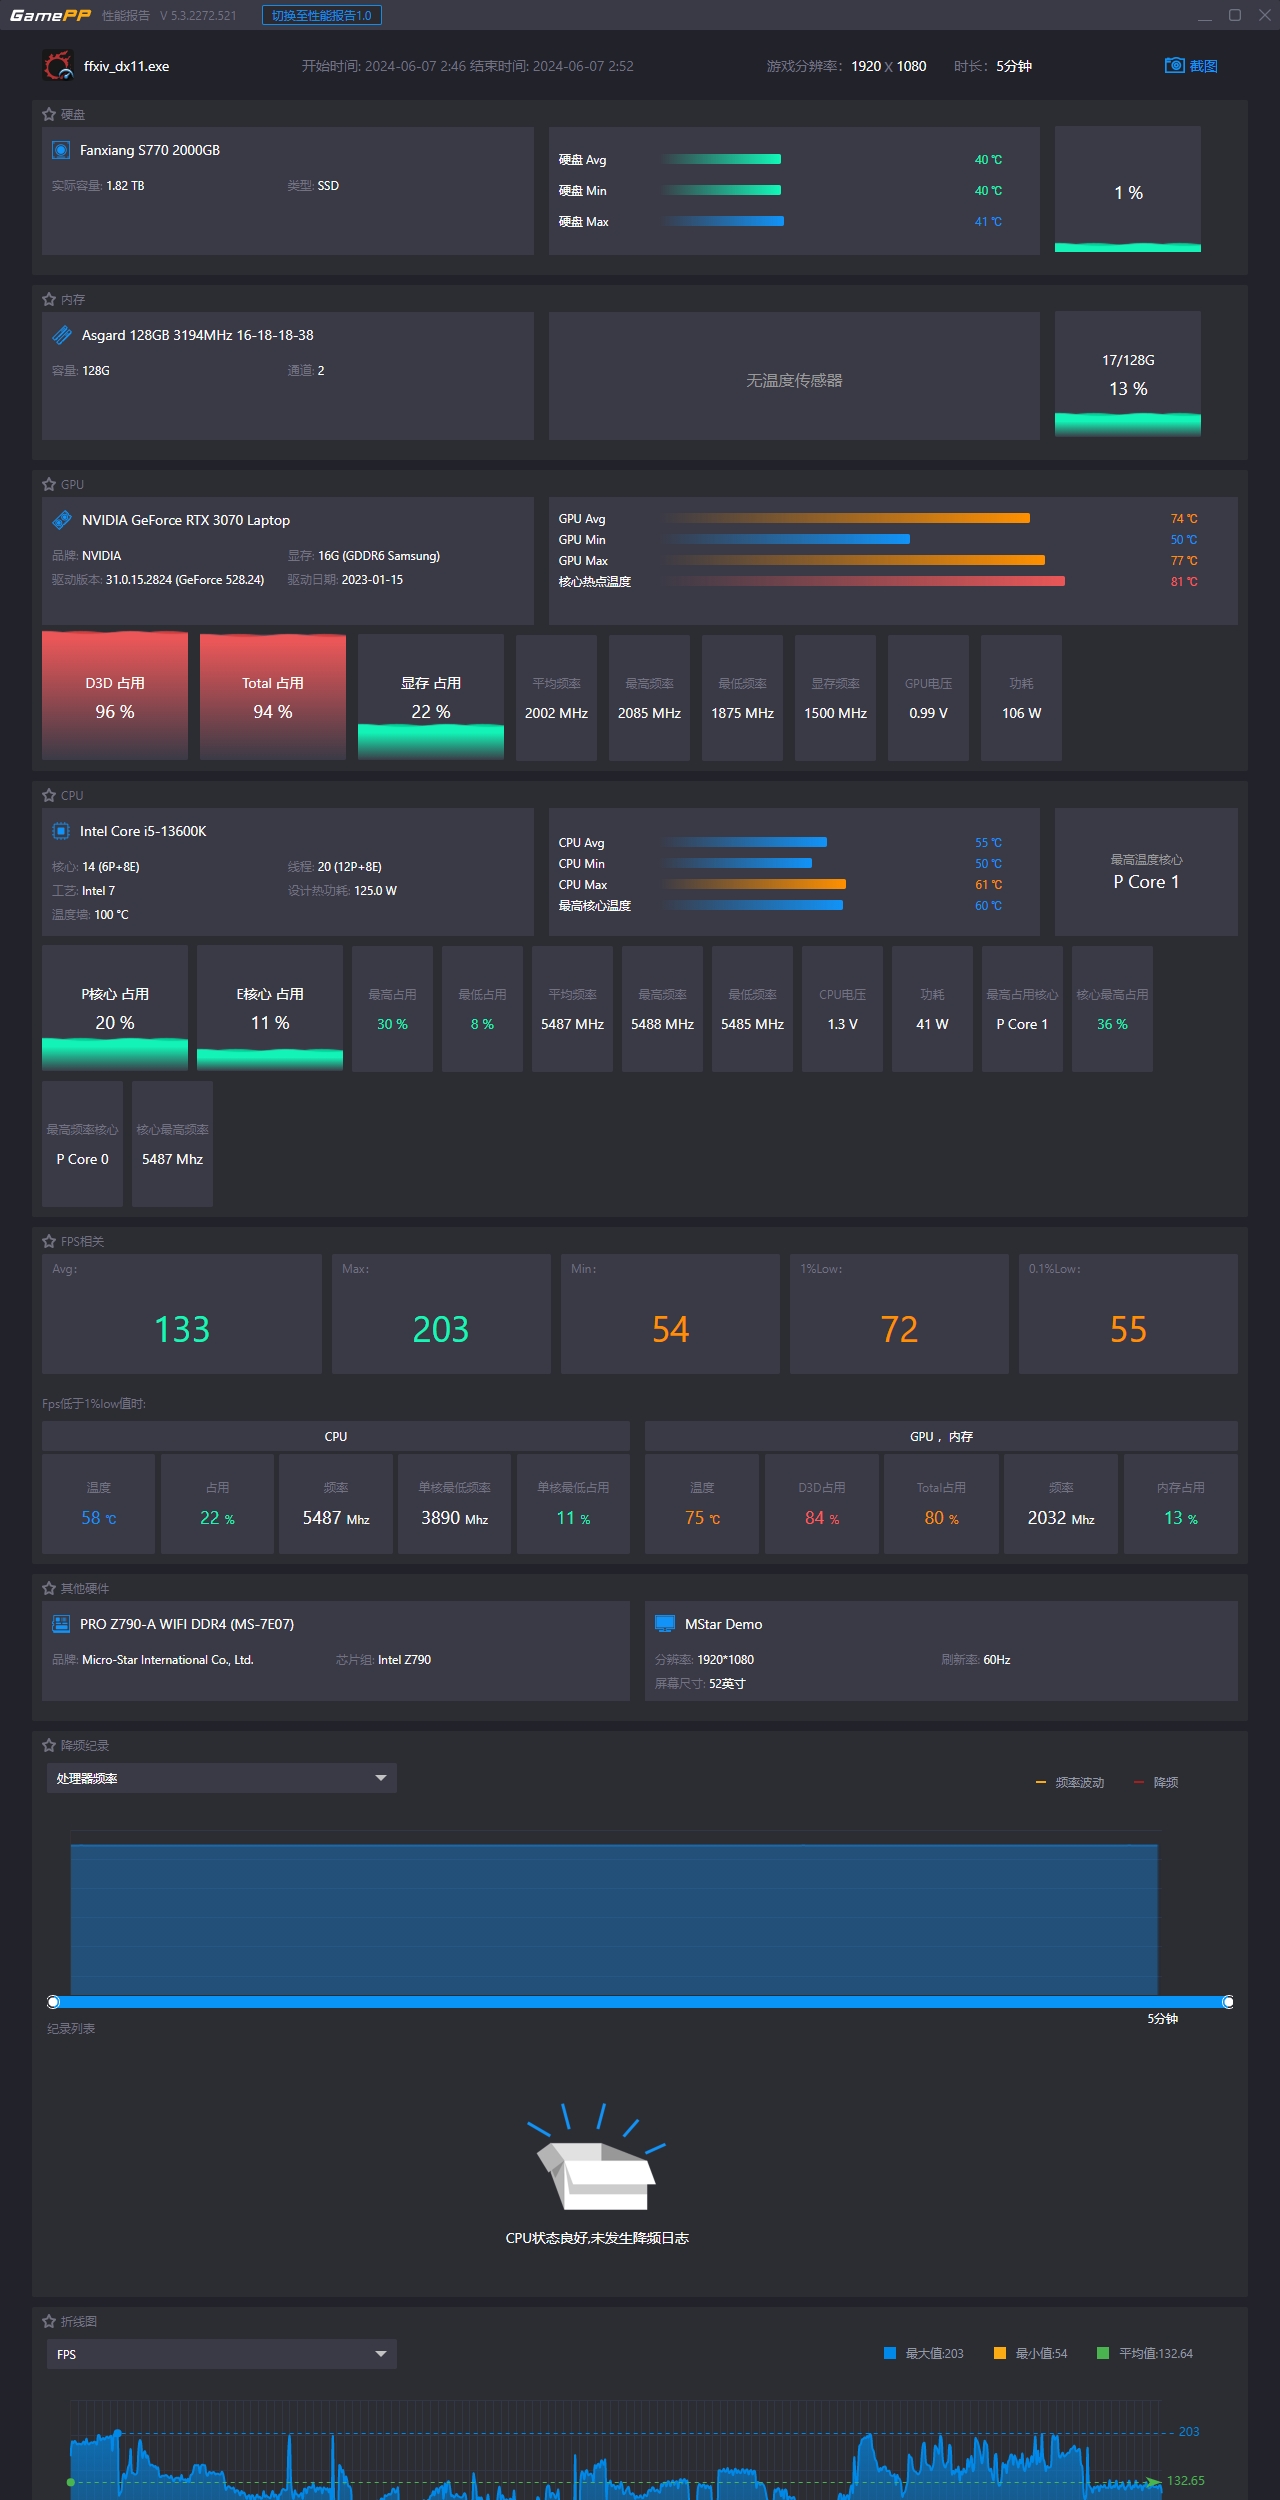 GamePP 性能报告 V 5.3.2272.521 切换至性能报告1.0
ffxiv_dx11.exe 开始时间: 2024-06-07 2:46 结束时间: 2024-06-07 2:52 游戏分辨率: 1920 X 1080 时长: 5分钟 截图
硬盘
Fanxiang S770 2000GB
实际容量: 1.82 TB 类型: SSD
硬盘 Avg 40 ℃
硬盘 Min 40 ℃
硬盘 Max 41 ℃
1 %
内存
Asgard 128GB 3194MHz 16-18-18-38
容量: 128G 通道: 2
无温度传感器
17/128G
13 %
GPU
NVIDIA GeForce RTX 3070 Laptop
品牌: NVIDIA 显存: 16G (GDDR6 Samsung)
驱动版本: 31.0.15.2824 (GeForce 528.24) 驱动日期: 2023-01-15
GPU Avg 74 ℃
GPU Min 50 ℃
GPU Max 77 ℃
核心热点温度 81 ℃
D3D 占用 Total 占用 显存 占用 平均频率 最高频率 最低频率 显存频率 GPU电压 功耗
96 % 94 % 22 % 2002 MHz 2085 MHz 1875 MHz 1500 MHz 0.99 V 106 W
CPU
Intel Core i5-13600K
核心: 14 (6P+8E) 线程: 20 (12P+8E)
工艺: Intel 7 设计热功耗: 125.0 W
温度墙: 100 °C
CPU Avg 55 ℃
CPU Min 50 ℃
CPU Max 61 ℃
最高核心温度 60 ℃
最高温度核心
P Core 1
P核心 占用 E核心 占用 最高占用 最低占用 平均频率 最高频率 最低频率 CPU电压 功耗 最高占用核心 核心最高占用
20 % 11 % 30 % 8 % 5487 MHz 5488 MHz 5485 MHz 1.3 V 41 W P Core 1 36 %
最高频率核心 核心最高频率
P Core 0 5487 Mhz
FPS相关
Avg: Max: Min: 1%Low: 0.1%Low:
133 203 54 72 55
Fps低于1%low值时:
CPU GPU ，内存
温度 占用 频率 单核最低频率 单核最低占用 温度 D3D占用 Total占用 频率 内存占用
58 ℃ 22 % 5487 Mhz 3890 Mhz 11 % 75 ℃ 84 % 80 % 2032 Mhz 13 %
其他硬件
PRO Z790-A WIFI DDR4 (MS-7E07)
品牌: Micro-Star International Co., Ltd. 芯片组: Intel Z790
MStar Demo
分辨率: 1920*1080 刷新率: 60Hz
屏幕尺寸: 52英寸
降频纪录
处理器频率 频率波动 降频
5分钟
纪录列表
CPU状态良好,未发生降频日志
折线图
FPS 最大值:203 最小值:54 平均值:132.64
203
132.65